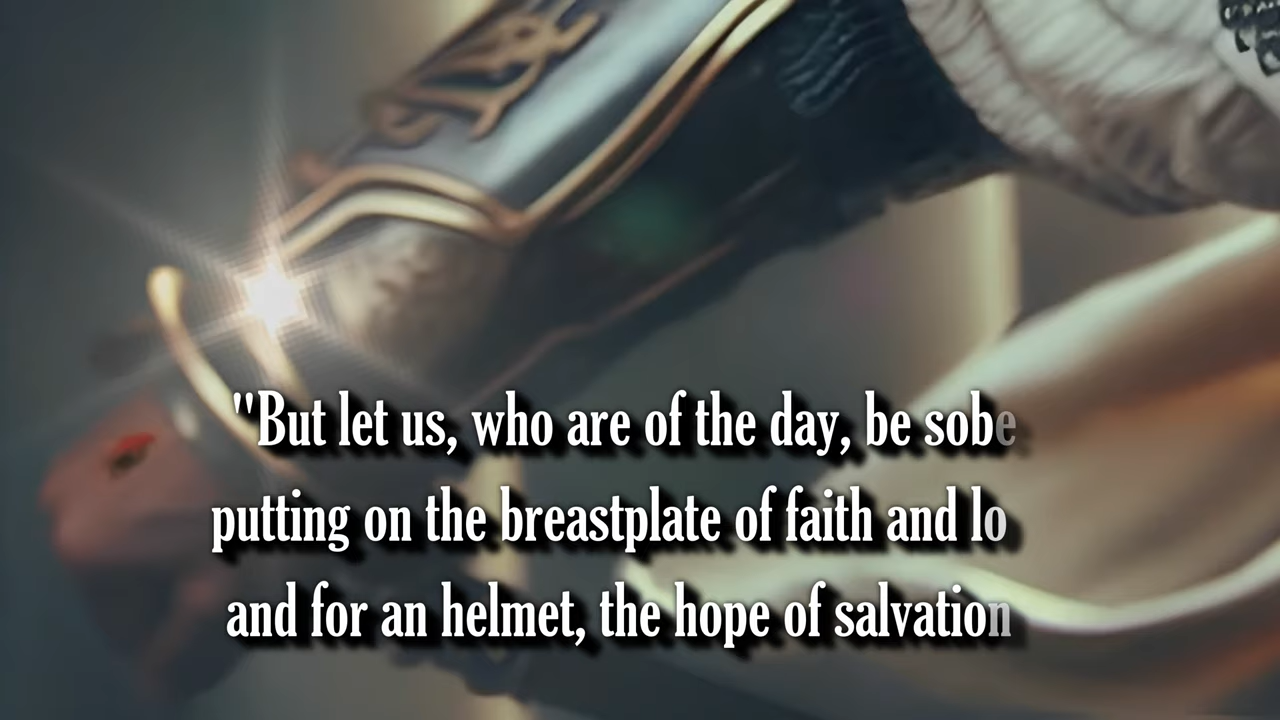 "But let us, who are of the day, be sobe
putting on the breastplate of faith and lo
and for an helmet, the hope of salvation